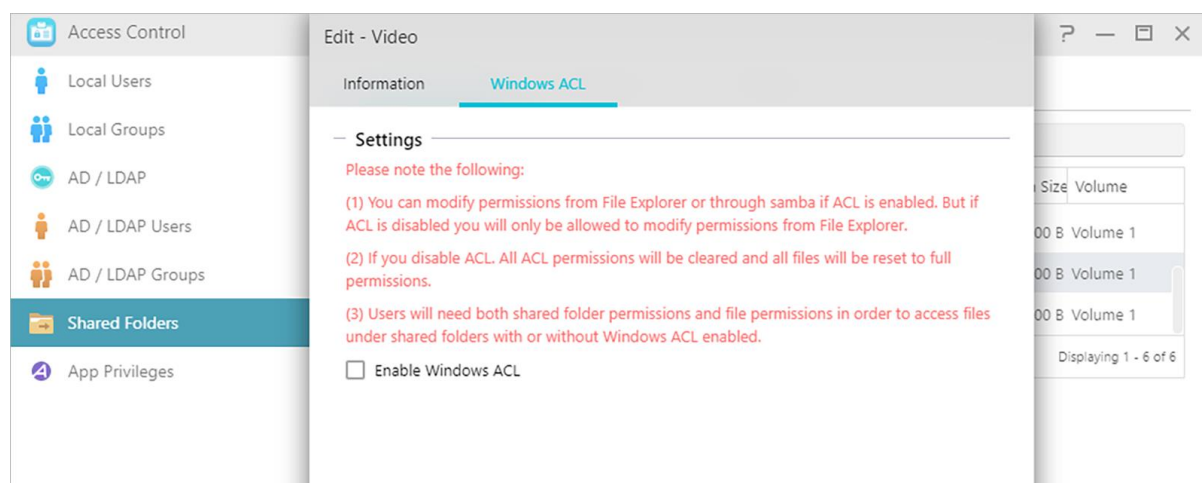 Access Control
Edit - Video
?
Local Users
Information
Windows ACL
Local Groups
Settings
AD / LDAP
Please note the following:
Size Volume
(1) You can modify permissions from File Explorer or through samba if ACL is enabled. But if
ACL is disabled you will only be allowed to modify permissions from File Explorer.
AD / LDAP Users
00 B Volume 1
(2) If you disable ACL. All ACL permissions will be cleared and all files will be reset to full
permissions.
AD / LDAP Groups
00 B Volume 1
(3) Users will need both shared folder permissions and file permissions in order to access files
under shared folders with or without Windows ACL enabled.
Shared Folders
00 B Volume 1
Enable Windows ACL
App Privileges
Displaying 1 - 6 of 6